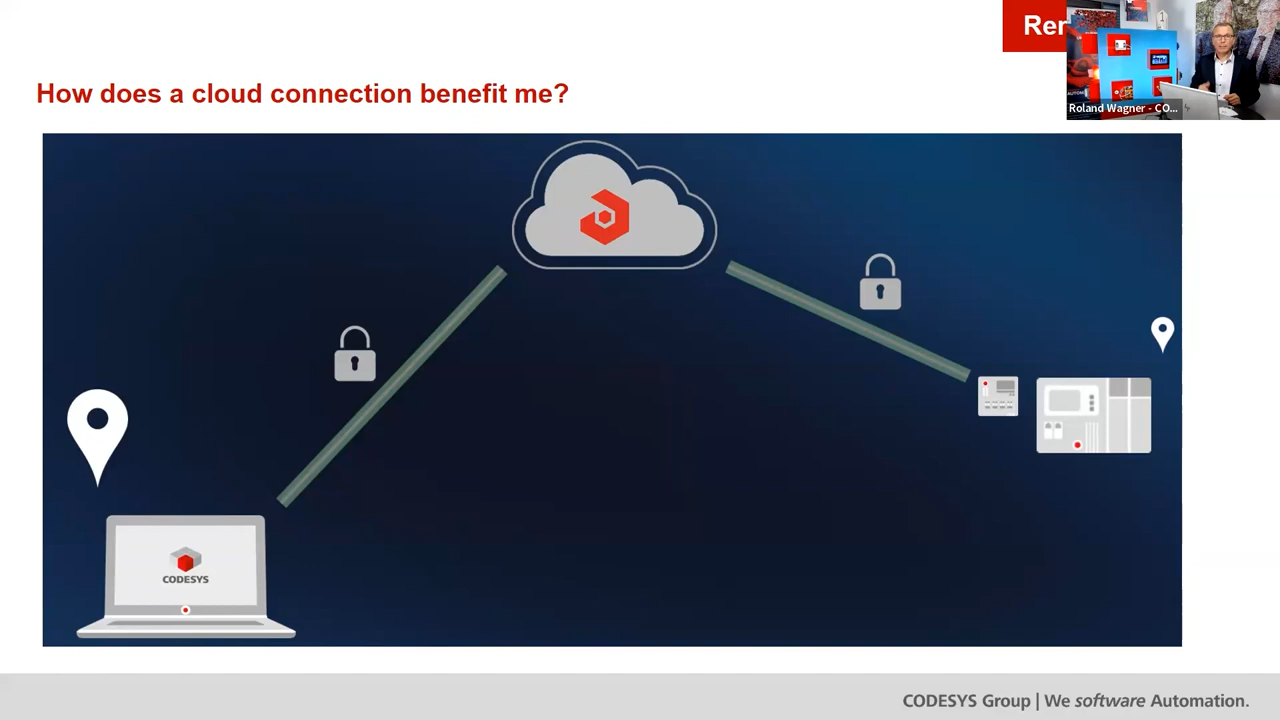 Rer
Roland Wagner - CO...
How does a cloud connection benefit me?
CODESYS
CODESYS Group | We software Automation.